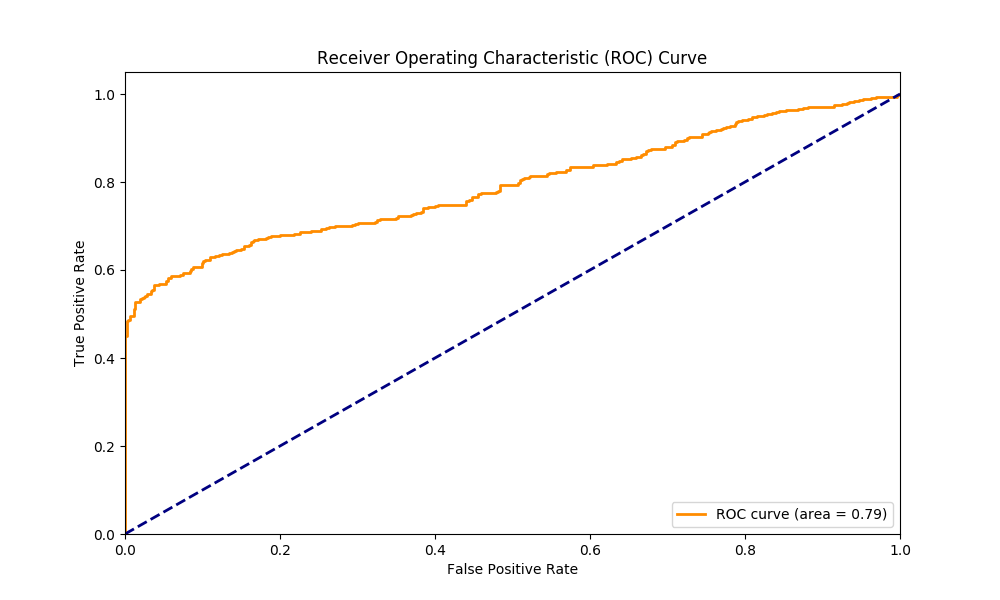 Receiver Operating Characteristic (ROC) Curve
1.0
0.8
0.6
0.4
0.2
0.0
True Positive Rate
ROC curve (area = 0.79)
0.0 0.2 0.4 0.6 0.8 1.0
False Positive Rate